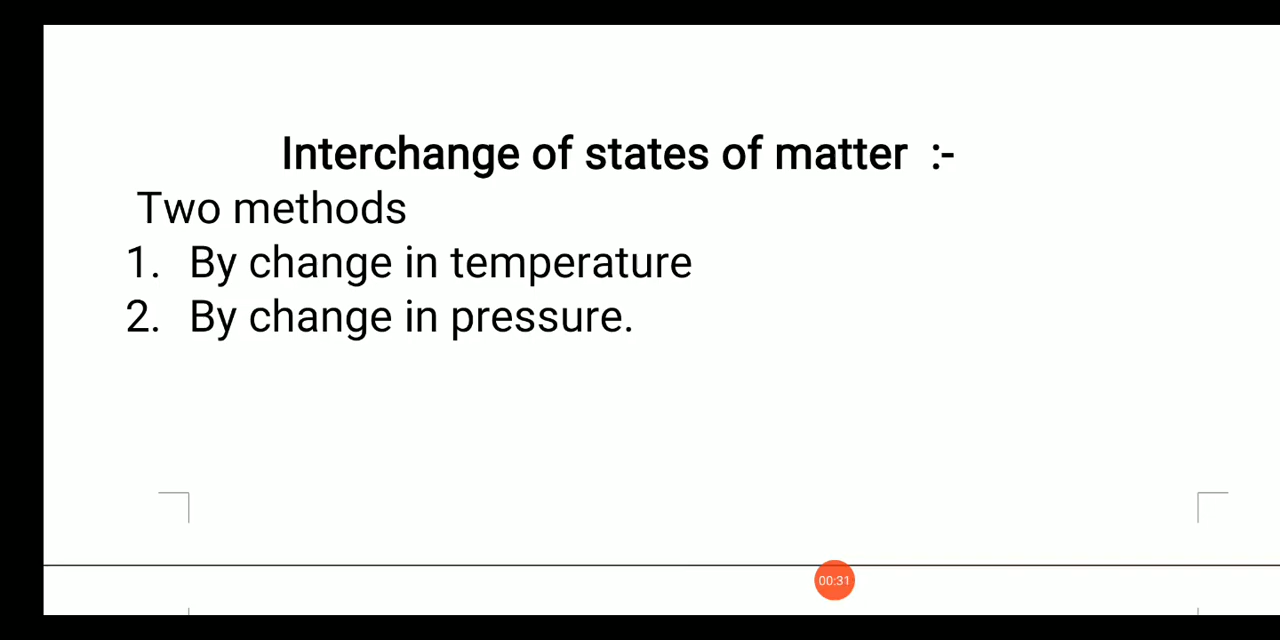 Interchange of states of matter :-
Two methods
1. By change in temperature
2. By change in pressure.
00:31